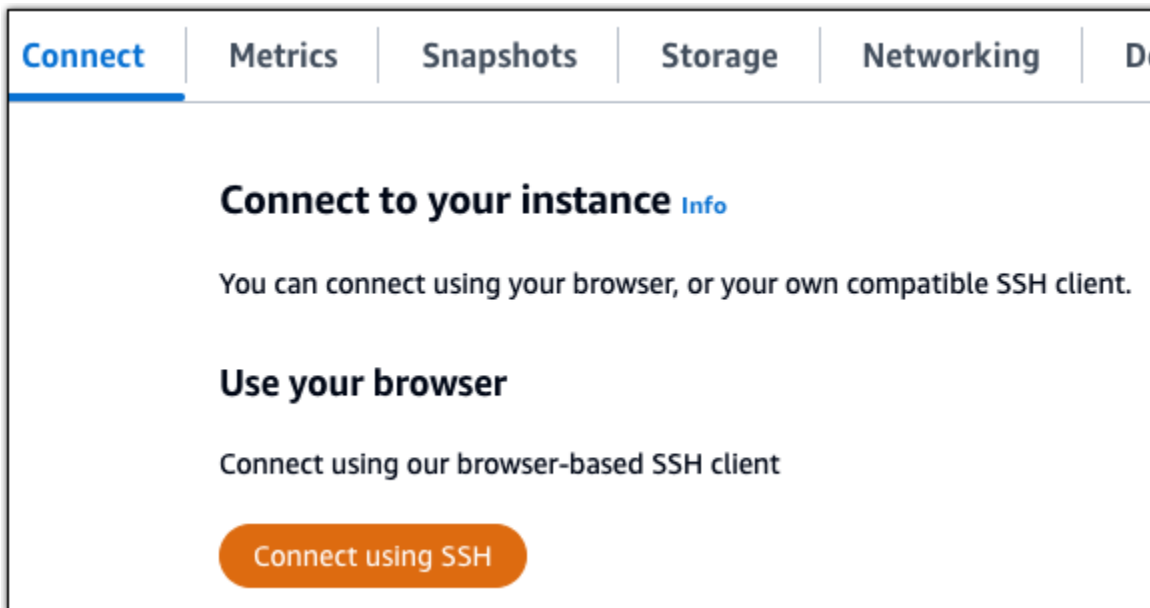 Connect Metrics Snapshots Storage Networking
Connect to your instance Info
You can connect using your browser, or your own compatible SSH client.
Use your browser
Connect using our browser-based SSH client
Connect using SSH